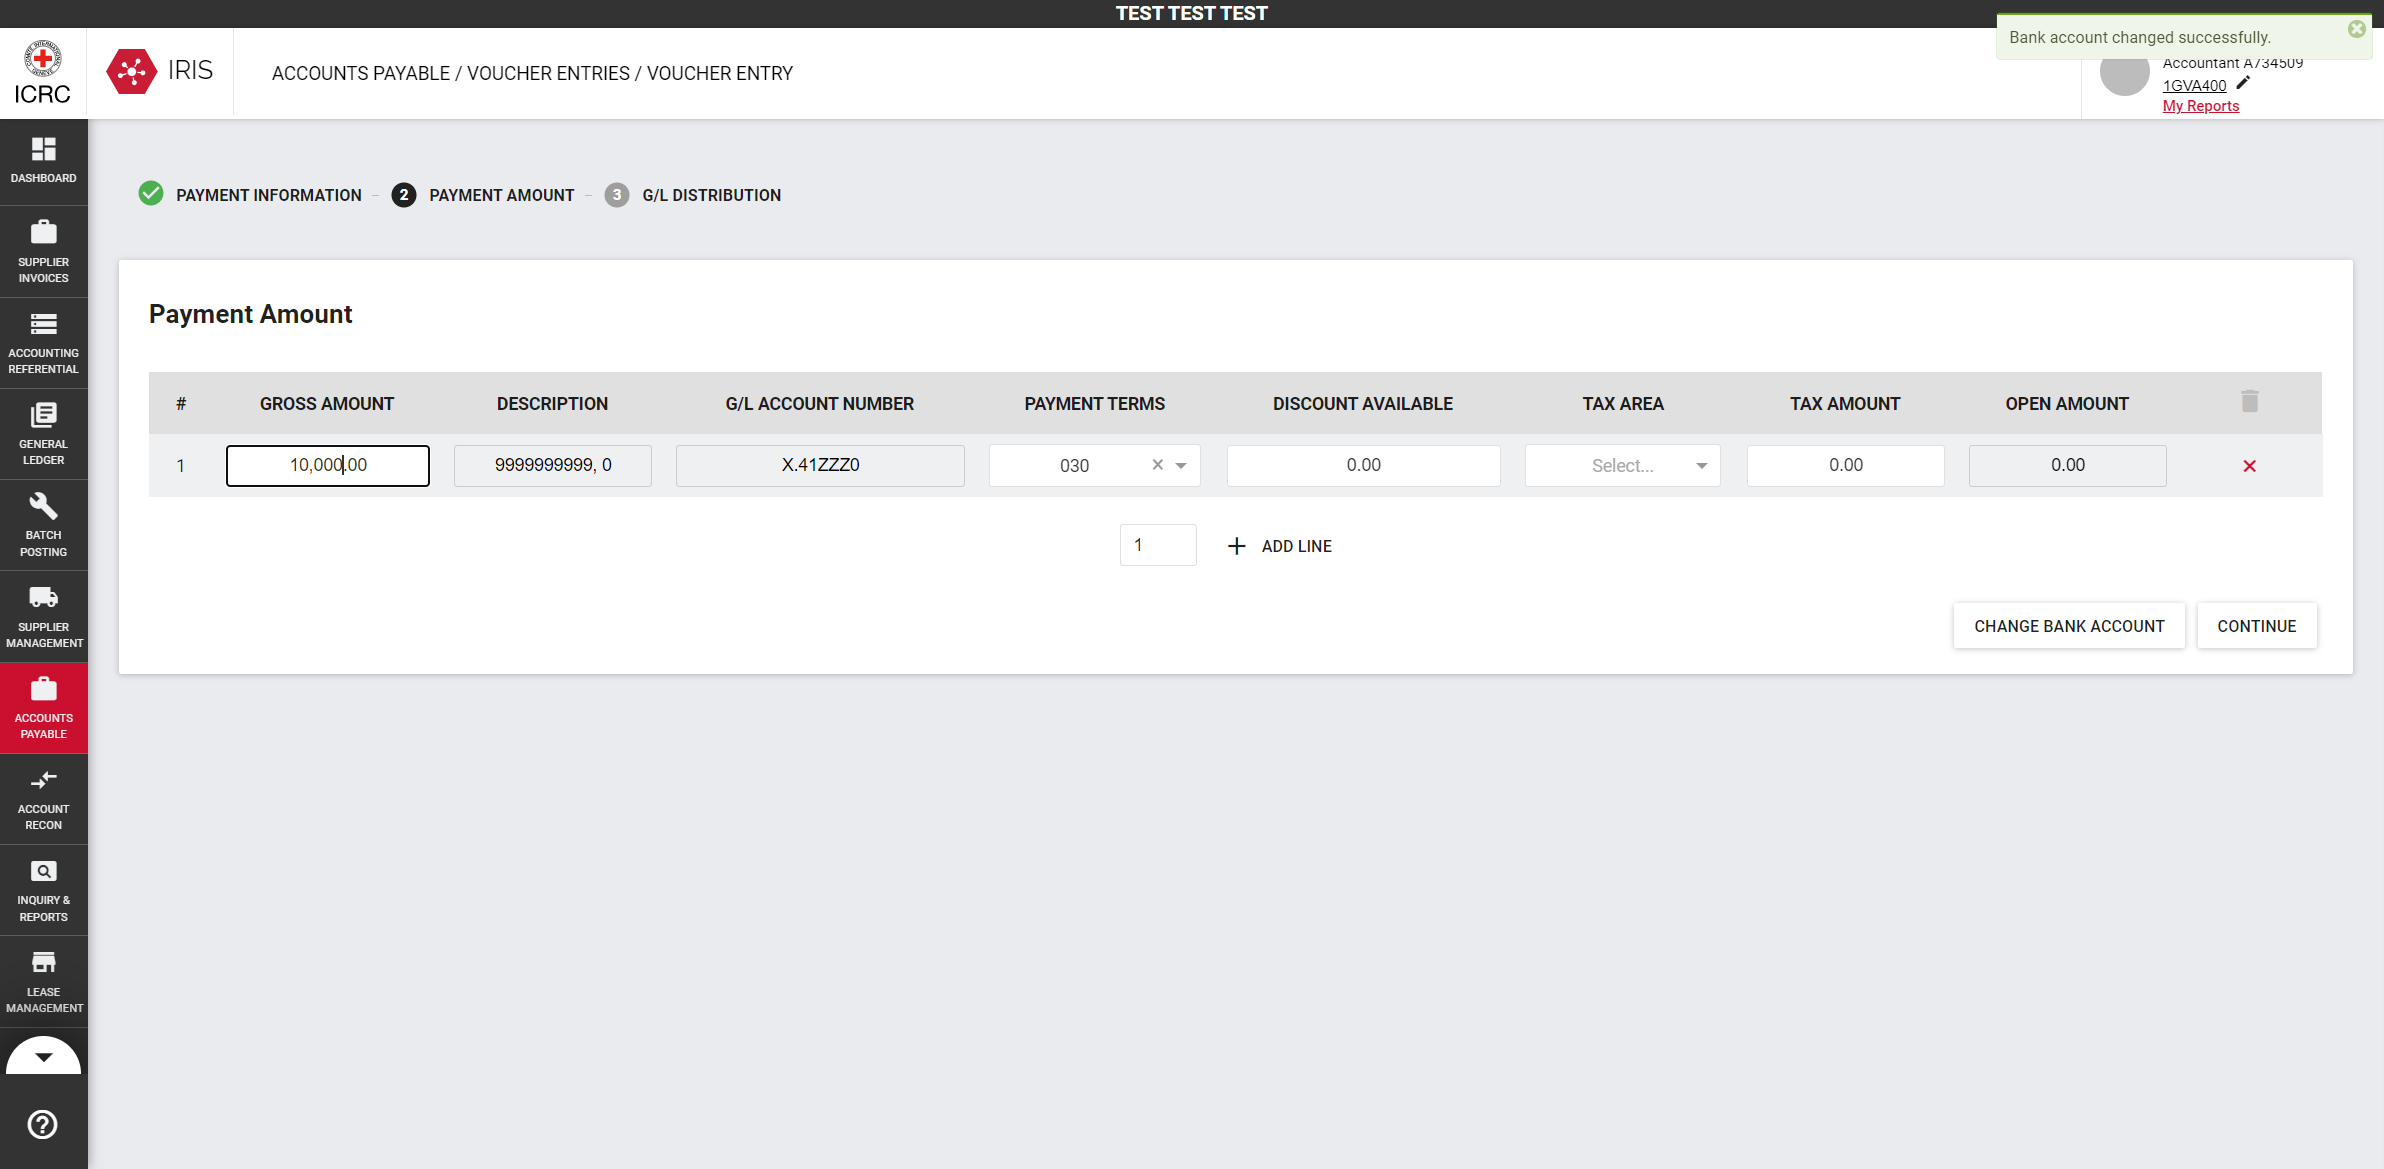 TEST TEST TEST
Bank account changed successfully.
ICRC
IRIS
ACCOUNTS PAYABLE / VOUCHER ENTRIES / VOUCHER ENTRY
Accountant A734509
1GVA400
My Reports
DASHBOARD
SUPPLIER
INVOICES
ACCOUNTING
REFERENTIAL
GENERAL
LEDGER
BATCH
POSTING
SUPPLIER
MANAGEMENT
ACCOUNTS
PAYABLE
ACCOUNT
RECON
INQUIRY &
REPORTS
LEASE
MANAGEMENT
PAYMENT INFORMATION – 2 PAYMENT AMOUNT – 3 G/L DISTRIBUTION
Payment Amount
# GROSS AMOUNT DESCRIPTION G/L ACCOUNT NUMBER PAYMENT TERMS DISCOUNT AVAILABLE TAX AREA TAX AMOUNT OPEN AMOUNT
1 10,000.00 9999999999, 0 X.41ZZZ0 030 0.00 Select... 0.00 0.00
1 + ADD LINE
CHANGE BANK ACCOUNT CONTINUE